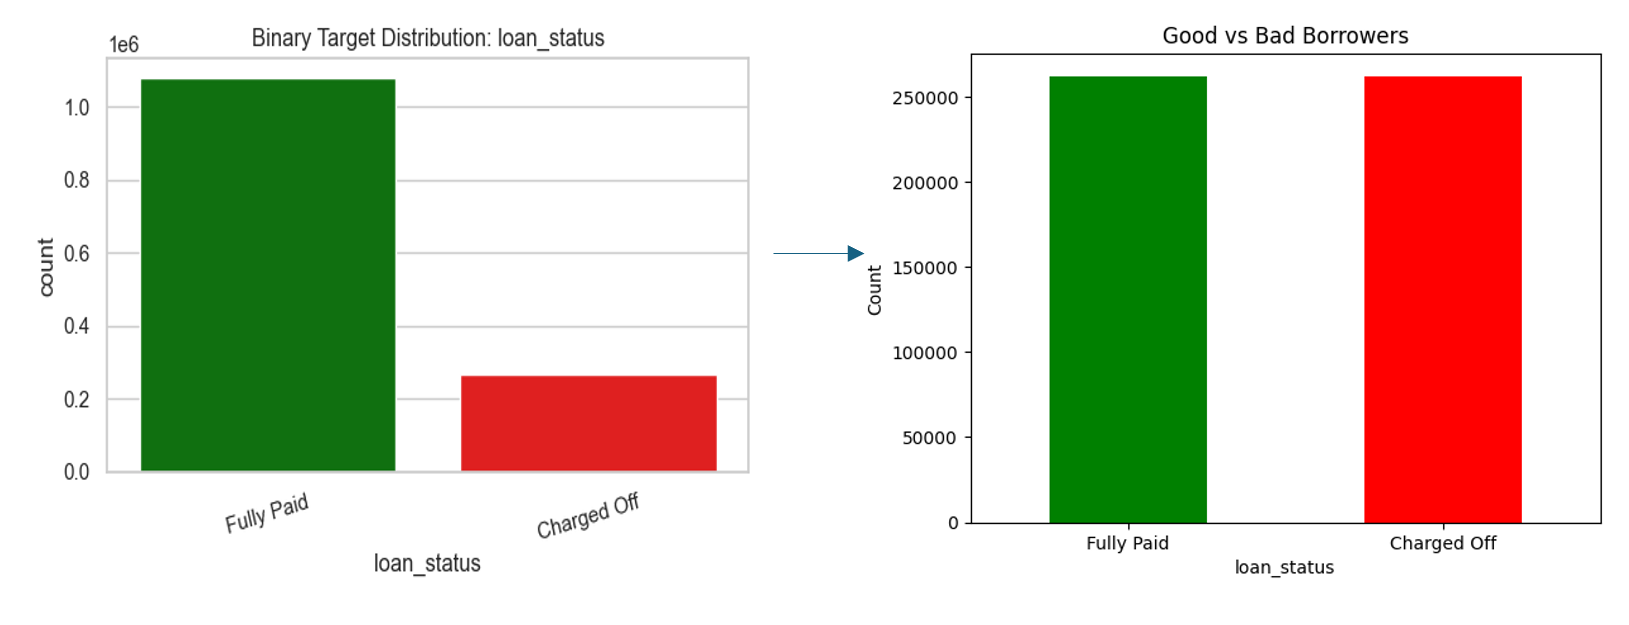 Binary Target Distribution: loan_status
1e6
1.0
0.8
0.6
0.4
0.2
0.0
count
Fully Paid
Charged Off
loan_status
Good vs Bad Borrowers
250000
200000
150000
100000
50000
0
Count
Fully Paid
Charged Off
loan_status